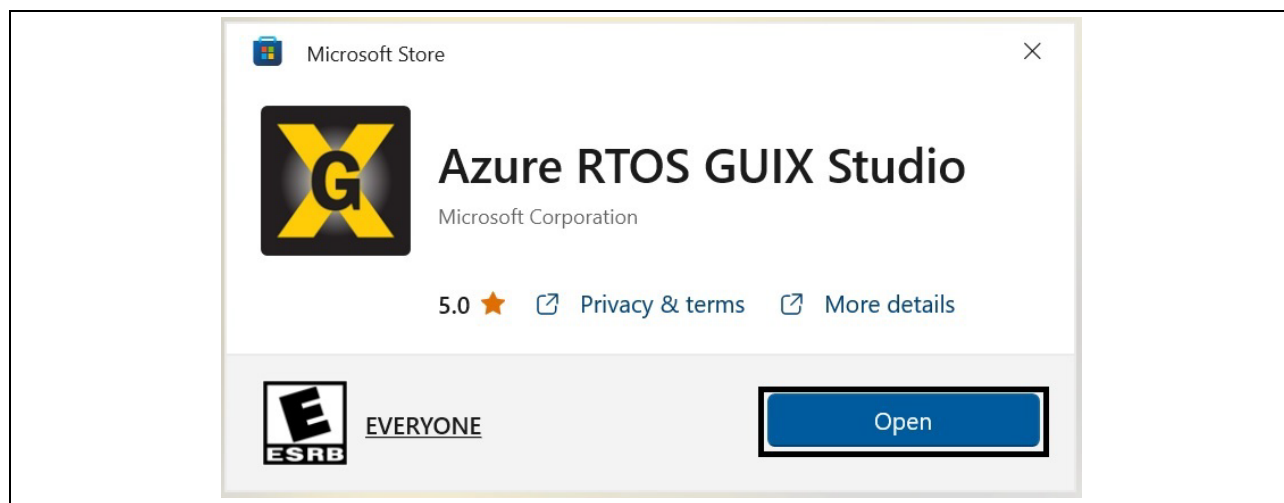 Microsoft Store
G
Azure RTOS GUIX Studio
Microsoft Corporation
5.0 Privacy & terms More details
E
ESRB
EVERYONE
Open